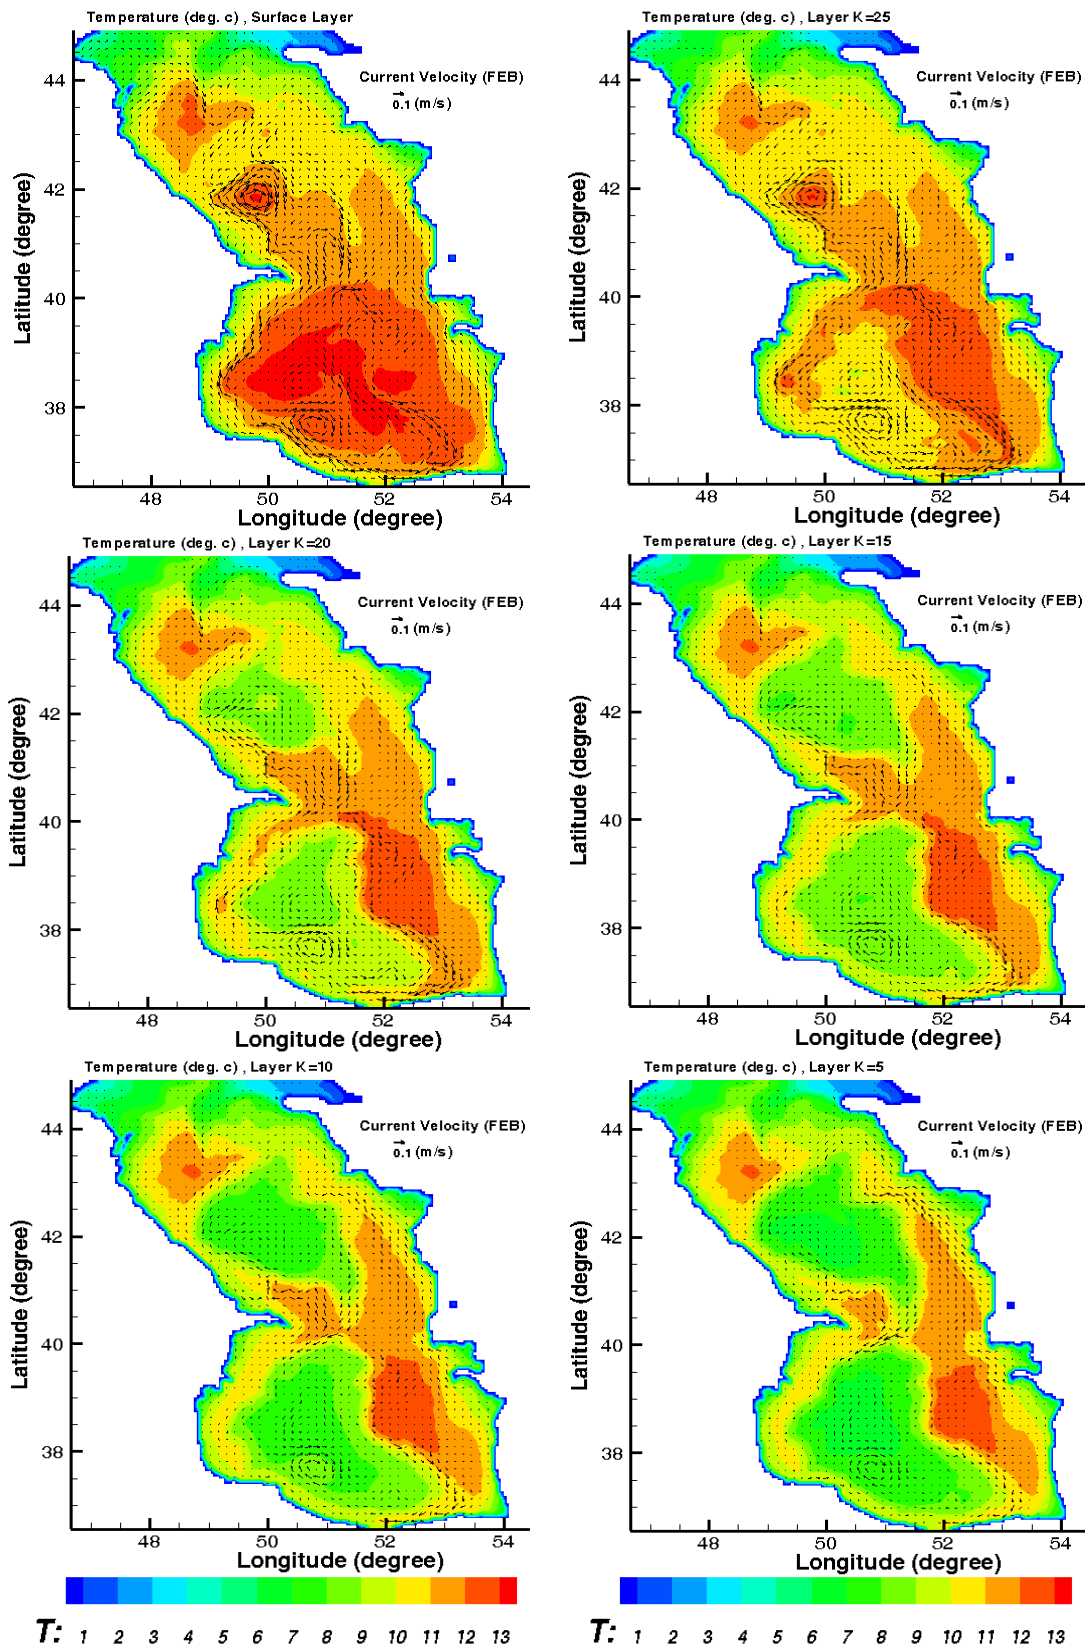 Temperature (deg. c) , Surface Layer
Current Velocity (FEB)
0.1 (m/s)
44
42
40
38
Latitude (degree)
48 50 52 54
Longitude (degree)
Temperature (deg. c) , Layer K=25
Current Velocity (FEB)
0.1 (m/s)
44
42
40
38
Latitude (degree)
48 50 52 54
Longitude (degree)
Temperature (deg. c) , Layer K=20
Current Velocity (FEB)
0.1 (m/s)
44
42
40
38
Latitude (degree)
48 50 52 54
Longitude (degree)
Temperature (deg. c) , Layer K=15
Current Velocity (FEB)
0.1 (m/s)
44
42
40
38
Latitude (degree)
48 50 52 54
Longitude (degree)
Temperature (deg. c) , Layer K=10
Current Velocity (FEB)
0.1 (m/s)
44
42
40
38
Latitude (degree)
48 50 52 54
Longitude (degree)
Temperature (deg. c) , Layer K=5
Current Velocity (FEB)
0.1 (m/s)
44
42
40
38
Latitude (degree)
48 50 52 54
Longitude (degree)
T: 1 2 3 4 5 6 7 8 9 10 11 12 13
T: 1 2 3 4 5 6 7 8 9 10 11 12 13